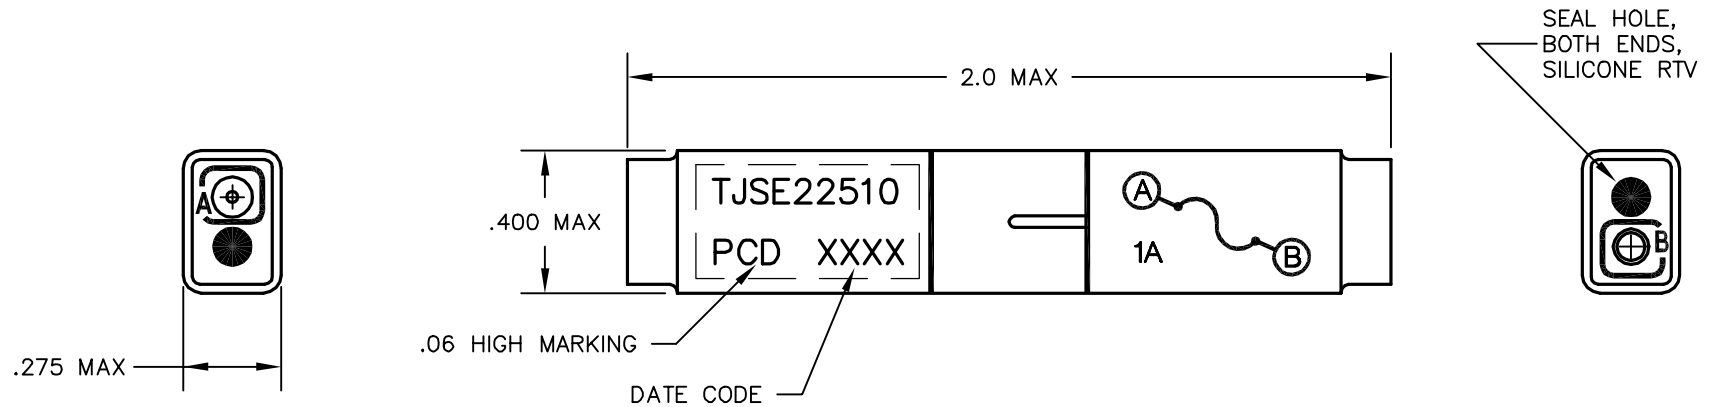 SEAL HOLE,
BOTH ENDS,
SILICONE RTV
2.0 MAX
A
.400 MAX
TJSE22510
PCD XXXX
A
1A
B
B
.06 HIGH MARKING
.275 MAX
DATE CODE